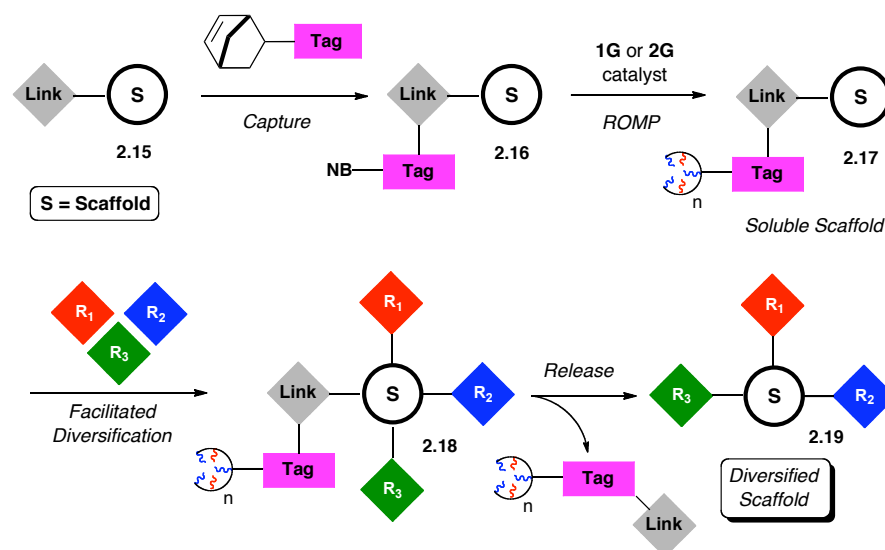 Tag
1G or 2G
catalyst
Link
S
Capture
Link
S
ROMP
Link
S
2.15
NB
Tag
2.16
Tag
2.17
n
S = Scaffold
Soluble Scaffold
R1
R2
R3
R1
R1
Link
S
R2
Release
R3
S
R2
Facilitated
Diversification
Tag
2.18
2.19
n
R3
Tag
n
Link
Diversified
Scaffold